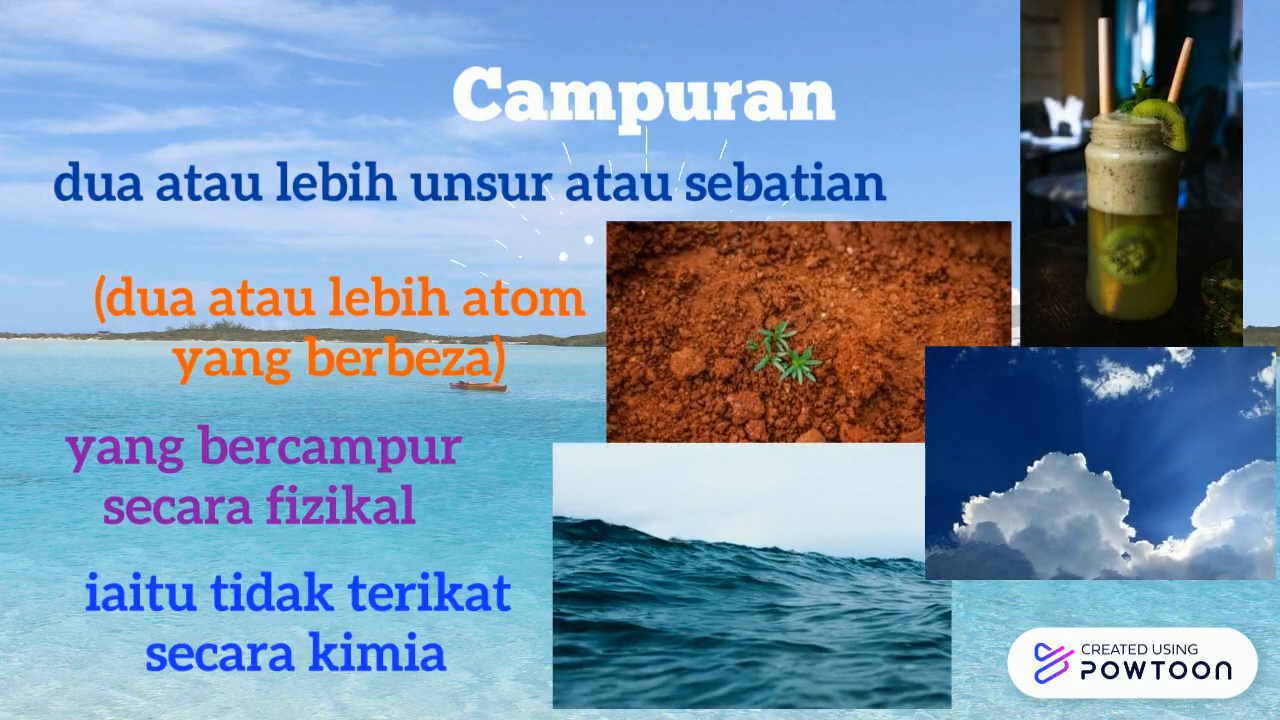 Campuran
dua atau lebih unsur atau sebatian
(dua atau lebih atom
yang berbeza)
yang bercampur
secara fizikal
iaitu tidak terikat
secara kimia
CREATED USING
POWTOON